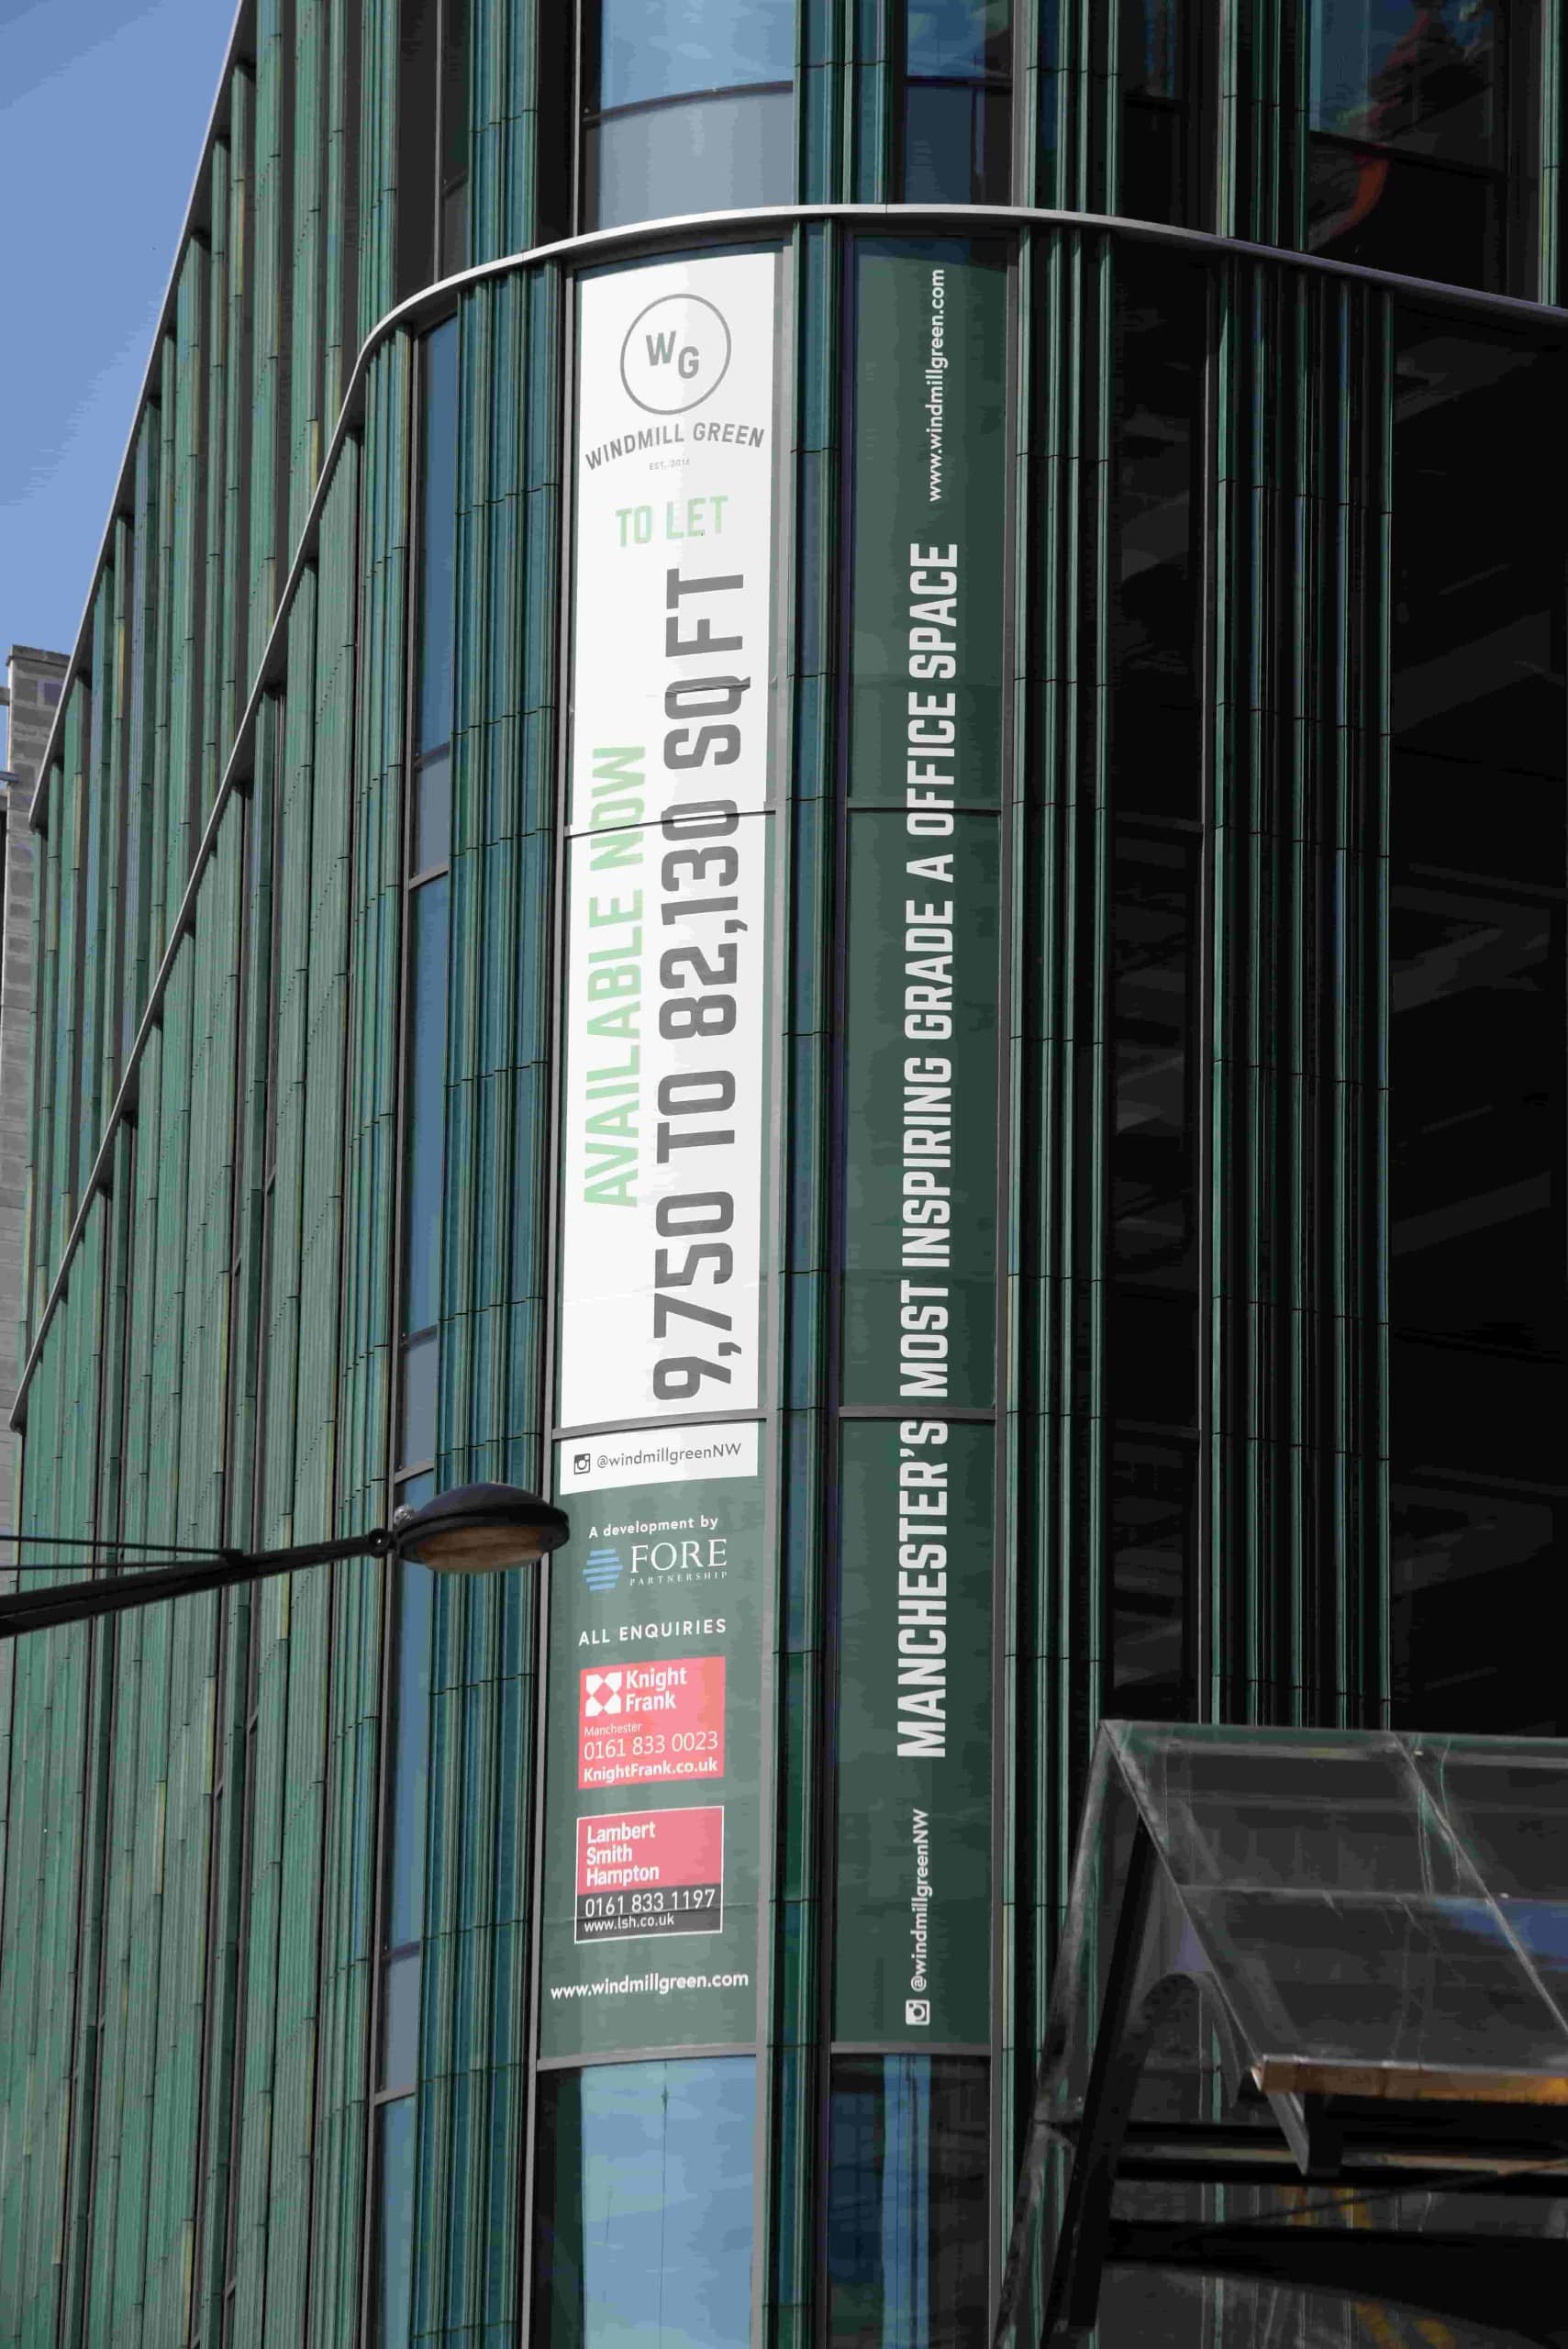 WG
WINDMILL GREEN
EST. 2016
TO LET
AVAILABLE NOW
9,750 TO 82,130 SQ FT
@windmillgreenNW
A development by
FORE
PARTNERSHIP
ALL ENQUIRIES
Knight
Frank
Manchester
0161 833 0023
KnightFrank.co.uk
Lambert
Smith
Hampton
0161 833 1197
www.lsh.co.uk
www.windmillgreen.com
@windmillgreenNW MANCHESTER'S MOST INSPIRING GRADE A OFFICE SPACE www.windmillgreen.com